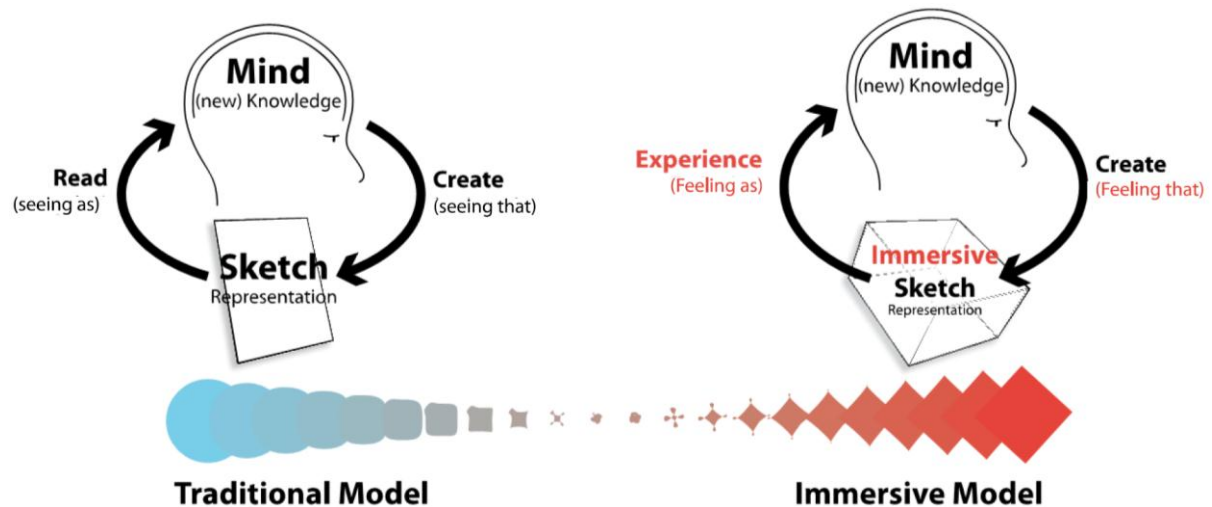 Mind
(new) Knowledge
Read
(seeing as)
Create
(seeing that)
Sketch
Representation
Traditional Model
Mind
(new) Knowledge
Experience
(Feeling as)
Create
(Feeling that)
Immersive
Sketch
Representation
Immersive Model